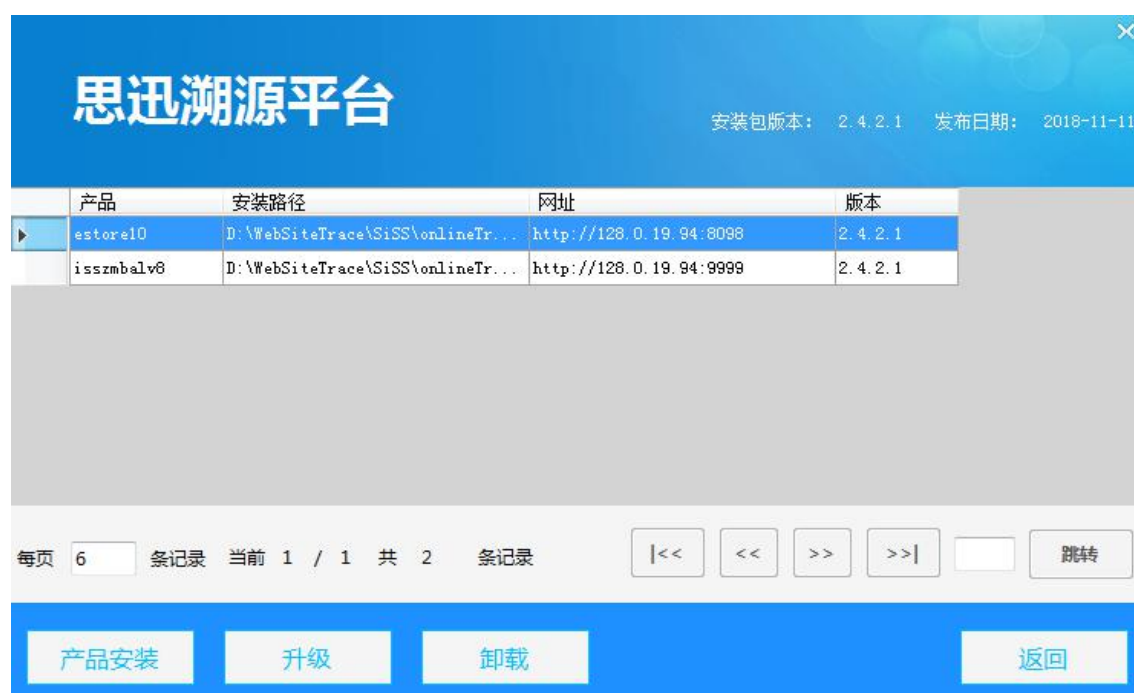 思迅溯源平台
安装包版本： 2.4.2.1 发布日期： 2018-11-11
产品 安装路径 网址 版本
estore10 D:\WebSiteTrace\SiSS\onlineTr... http://128.0.19.94:8098 2.4.2.1
isszmbalv8 D:\WebSiteTrace\SiSS\onlineTr... http://128.0.19.94:9999 2.4.2.1
每页 6 条记录 当前 1 / 1 共 2 条记录 |<< << >> >>| 跳转
产品安装 升级 卸载 返回